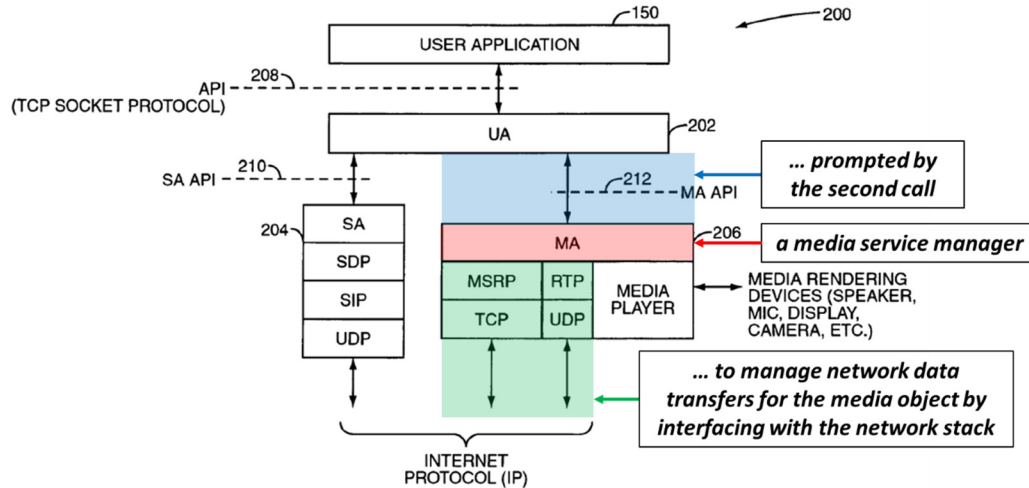 150
200
USER APPLICATION
208
API
(TCP SOCKET PROTOCOL)
UA
202
210
SA API
212
MA API
… prompted by
the second call
204
SA
SDP
SIP
UDP
206
MA
MSRP
RTP
TCP
UDP
MEDIA
PLAYER
a media service manager
MEDIA RENDERING
DEVICES (SPEAKER,
MIC, DISPLAY,
CAMERA, ETC.)
… to manage network data
transfers for the media object by
interfacing with the network stack
INTERNET
PROTOCOL (IP)